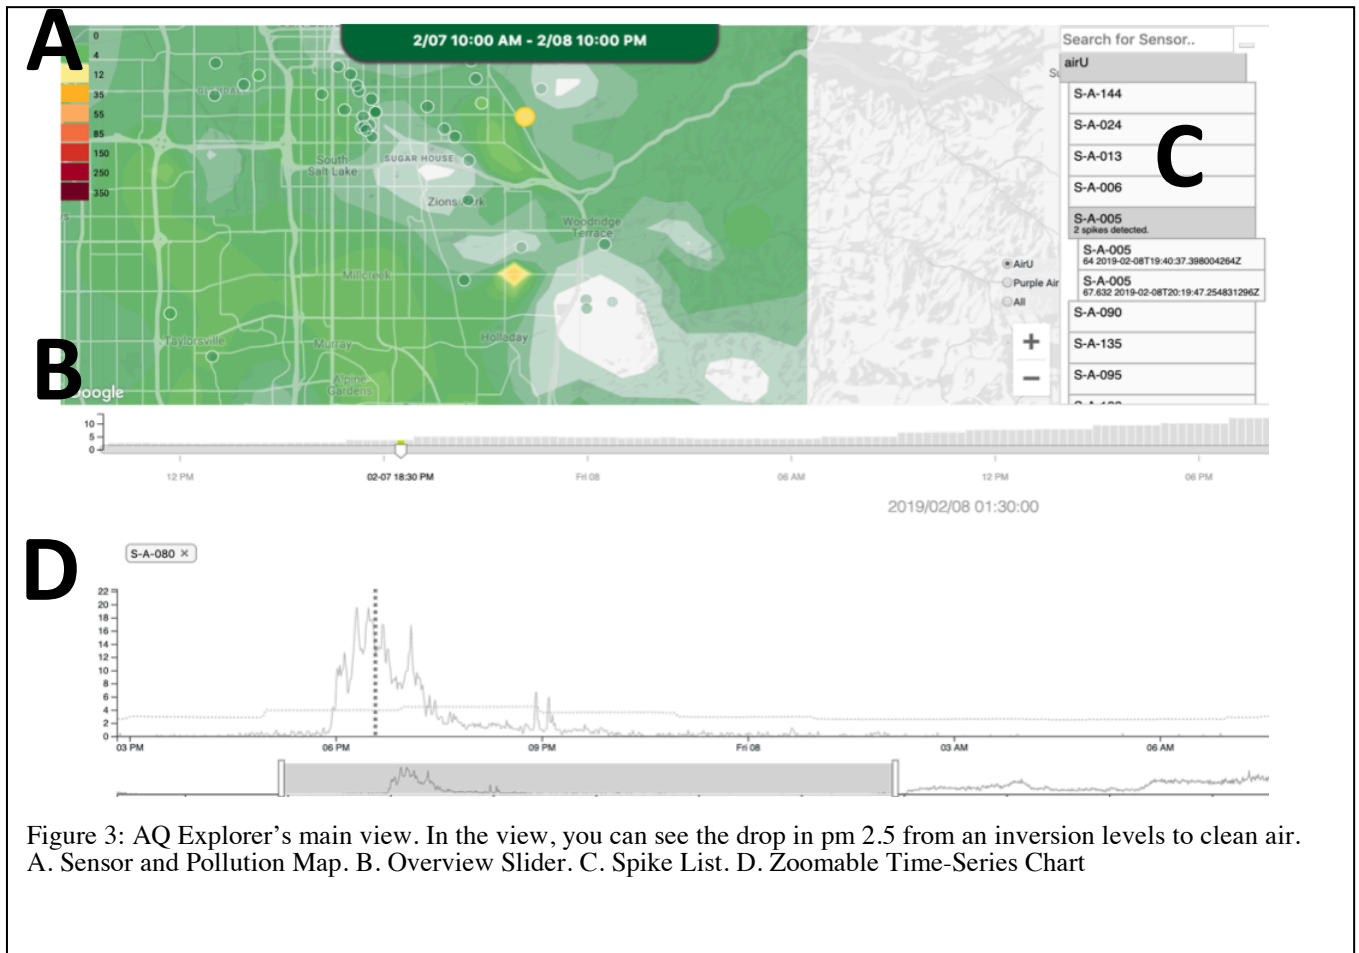 A
0
4
12
35
55
85
150
250
350
2/07 10:00 AM - 2/08 10:00 PM
GLENDALE
South
Salt Lake
SUGAR HOUSE
Woodridge
Terrace
Millcreek
Taylorsville
Murray
Holladay
Alpine
Gardens
AirU
Purple Air
All
+
−
C
Search for Sensor..
airU
S-A-144
S-A-024
S-A-013
S-A-006
S-A-005
2 spikes detected.
S-A-005
64 2019-02-08T19:40:37.398004264Z
S-A-005
67.632 2019-02-08T20:19:47.254831296Z
S-A-090
S-A-135
S-A-095
B
10
5
0
12 PM
02-07 18:30 PM
Fri 08
06 AM
12 PM
06 PM
2019/02/08 01:30:00
D
S-A-080 ×
22
20
18
16
14
12
10
8
6
4
2
0
03 PM
06 PM
09 PM
Fri 08
03 AM
06 AM
Figure 3: AQ Explorer’s main view. In the view, you can see the drop in pm 2.5 from an inversion levels to clean air.
A. Sensor and Pollution Map. B. Overview Slider. C. Spike List. D. Zoomable Time-Series Chart